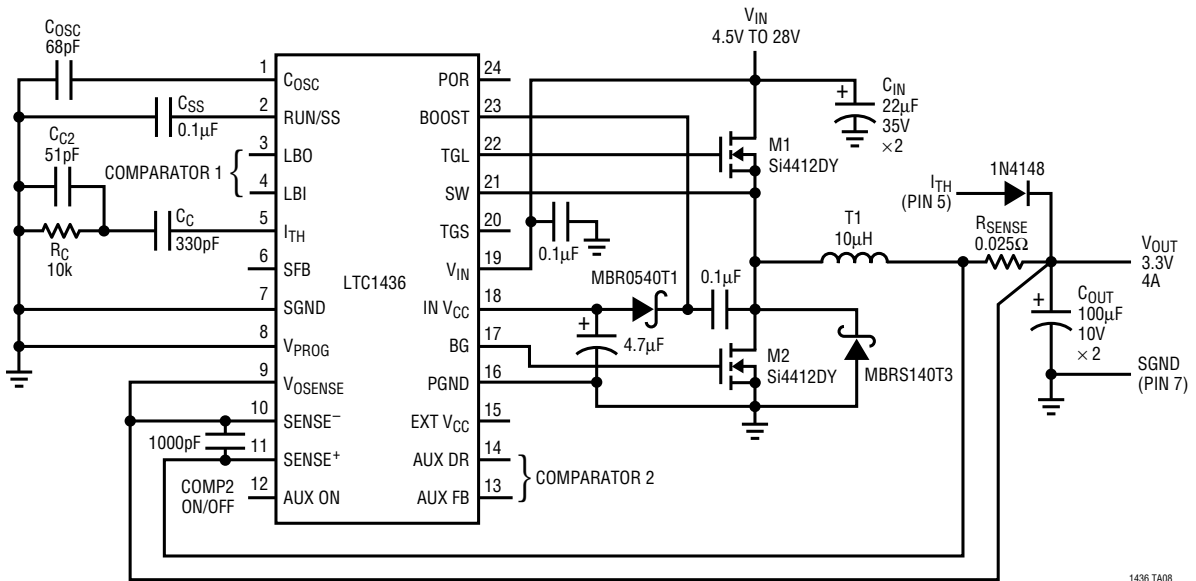 COSC
68pF
CSS
0.1µF
CC2
51pF
COMPARATOR 1
CC
330pF
RC
10k
1000pF
COMP2
ON/OFF
1
2
3
4
5
6
7
8
9
10
11
12
COSC
RUN/SS
LBO
LBI
ITH
SFB
SGND
VPROG
VOSENSE
SENSE–
SENSE+
AUX ON
LTC1436
POR
BOOST
TGL
SW
TGS
VIN
IN VCC
BG
PGND
EXT VCC
AUX DR
AUX FB
24
23
22
21
20
19
18
17
16
15
14
13
COMPARATOR 2
VIN
4.5V TO 28V
CIN
22µF
35V
×2
M1
Si4412DY
0.1µF
MBR0540T1
0.1µF
4.7µF
M2
Si4412DY
MBRS140T3
T1
10µH
ITH
(PIN 5)
1N4148
RSENSE
0.025Ω
VOUT
3.3V
4A
COUT
100µF
10V
× 2
SGND
(PIN 7)
+
+
+
1436 TA08